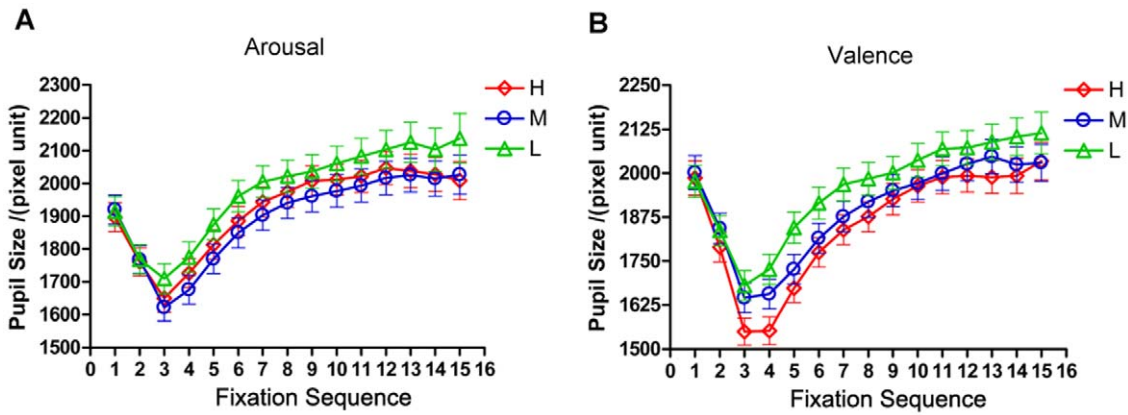 A
Arousal
Pupil Size /(pixel unit)
2300
2200
2100
2000
1900
1800
1700
1600
1500
0 1 2 3 4 5 6 7 8 9 10 11 12 13 14 15 16
Fixation Sequence
H
M
L
B
Valence
Pupil Size /(pixel unit)
2250
2125
2000
1875
1750
1625
1500
0 1 2 3 4 5 6 7 8 9 10 11 12 13 14 15 16
Fixation Sequence
H
M
L